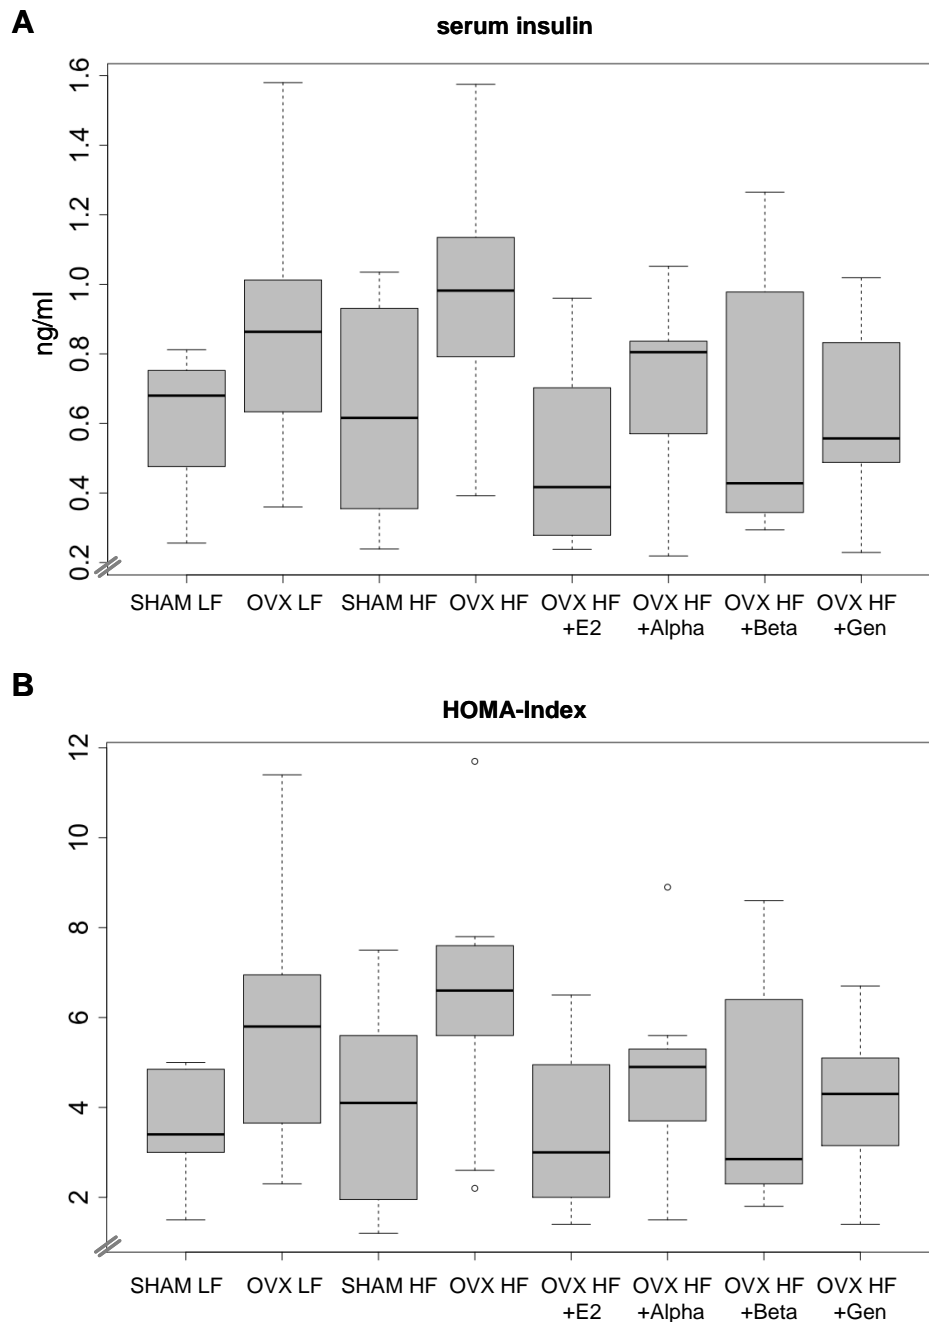 A
serum insulin
ng/ml
1.6
1.4
1.2
1.0
0.8
0.6
0.4
0.2
SHAM LF OVX LF SHAM HF OVX HF OVX HF OVX HF OVX HF OVX HF
+E2 +Alpha +Beta +Gen
B
HOMA-Index
12
10
8
6
4
2
SHAM LF OVX LF SHAM HF OVX HF OVX HF OVX HF OVX HF OVX HF
+E2 +Alpha +Beta +Gen